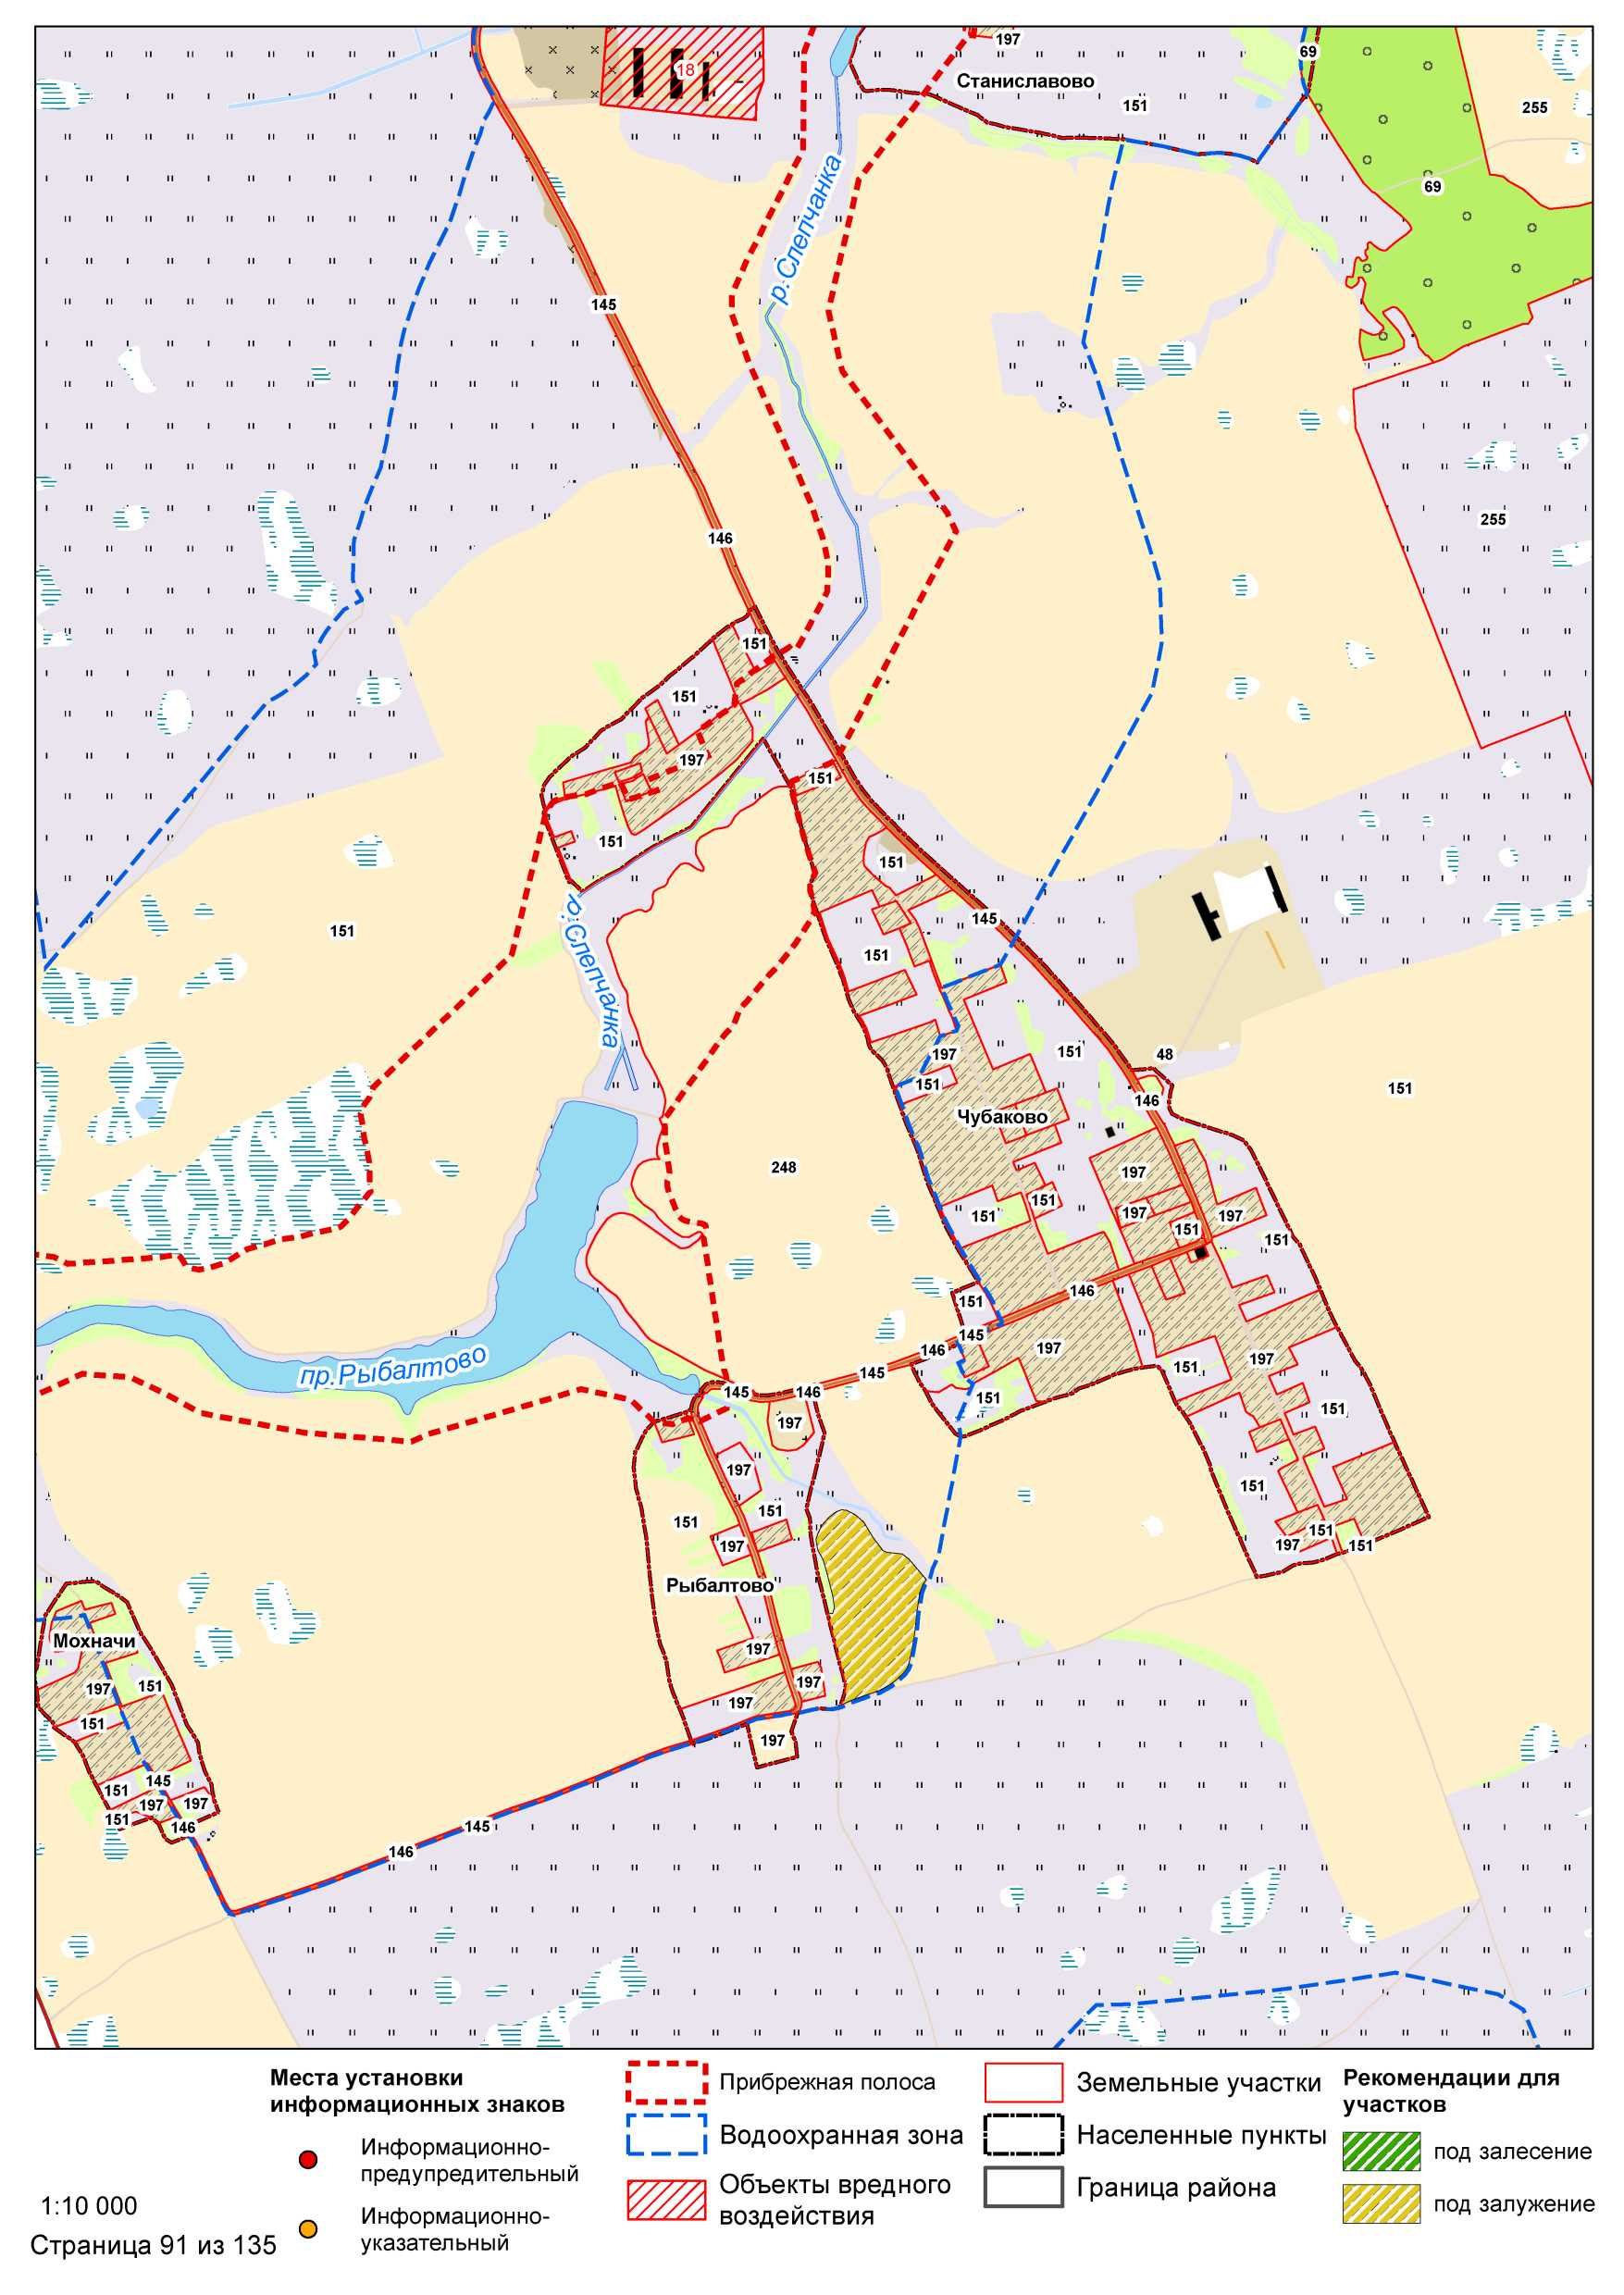 197
69
18
Станиславово
151
255
69
р.Слепчанка
145
255
146
151
151
197
151
151
151
145
151
р.Слепчанка
151
197
151
48
151
146
151
Чубаково
248
197
151
197
197
151
151
151
146
151
145
146
197
197
151
145
145
146
151
151
пр.Рыбалтово
197
197
151
151
151
197
151
197
151
Рыбалтово
Мохначи
197
197
151
197
197
151
197
145
151
197
197
151
146
145
146
Места установки
информационных знаков
Информационно-
предупредительный
Информационно-
указательный
Прибрежная полоса
Водоохранная зона
Объекты вредного
воздействия
Земельные участки
Населенные пункты
Граница района
Рекомендации для
участков
под залесение
под залужение
1:10 000
Страница 91 из 135